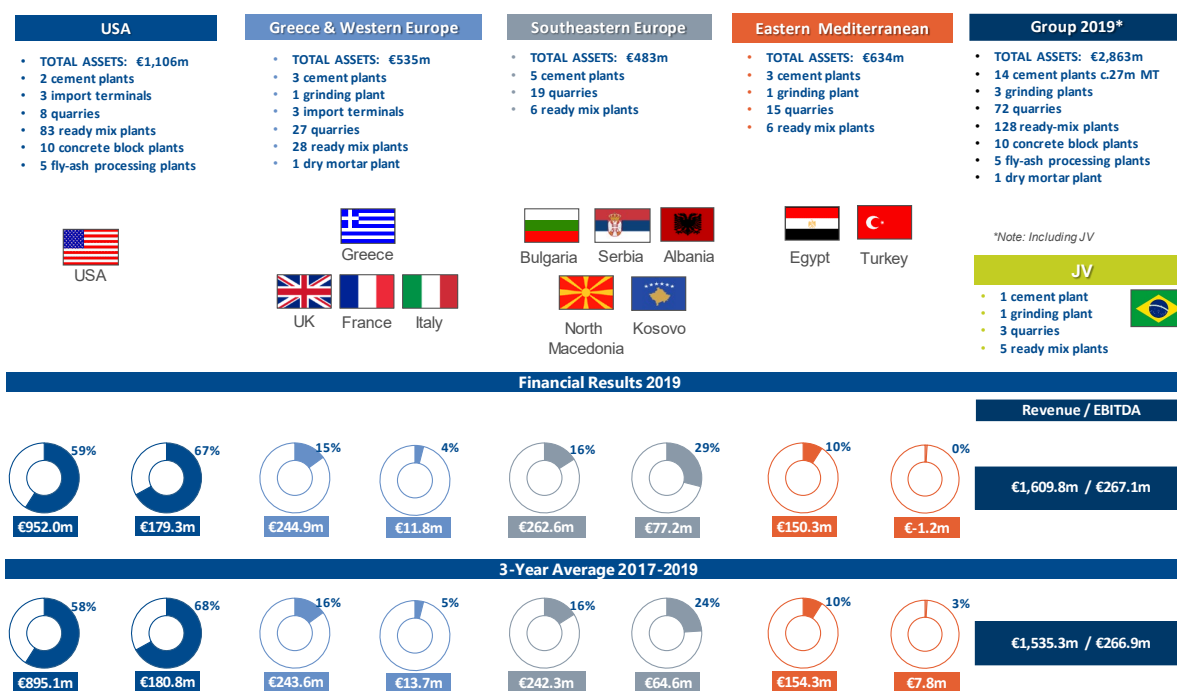 USA
• TOTAL ASSETS: €1,106m
• 2 cement plants
• 3 import terminals
• 8 quarries
• 83 ready mix plants
• 10 concrete block plants
• 5 fly-ash processing plants
USA
Greece & Western Europe
• TOTAL ASSETS: €535m
• 3 cement plants
• 1 grinding plant
• 3 import terminals
• 27 quarries
• 28 ready mix plants
• 1 dry mortar plant
Greece
UK France Italy
Southeastern Europe
• TOTAL ASSETS: €483m
• 5 cement plants
• 19 quarries
• 6 ready mix plants
Bulgaria Serbia Albania
North
Macedonia
Kosovo
Eastern Mediterranean
• TOTAL ASSETS: €634m
• 3 cement plants
• 1 grinding plant
• 15 quarries
• 6 ready mix plants
Egypt Turkey
Group 2019*
• TOTAL ASSETS: €2,863m
• 14 cement plants c.27m MT
• 3 grinding plants
• 72 quarries
• 128 ready-mix plants
• 10 concrete block plants
• 5 fly-ash processing plants
• 1 dry mortar plant
*Note: Including JV
JV
• 1 cement plant
• 1 grinding plant
• 3 quarries
• 5 ready mix plants
Financial Results 2019
Revenue / EBITDA
59% 67% 15% 4% 16% 29% 10% 0%
€952.0m €179.3m €244.9m €11.8m €262.6m €77.2m €150.3m €-1.2m
€1,609.8m / €267.1m
3-Year Average 2017-2019
58% 68% 16% 5% 16% 24% 10% 3%
€895.1m €180.8m €243.6m €13.7m €242.3m €64.6m €154.3m €7.8m
€1,535.3m / €266.9m